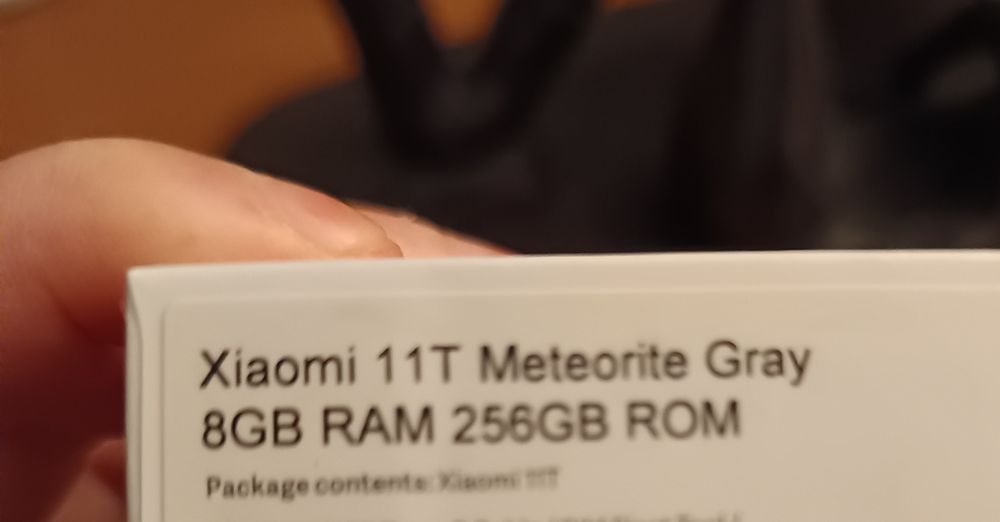 Xiaomi 11T Meteorite Gray
8GB RAM 256GB ROM
Package contents: Xiaomi 11T